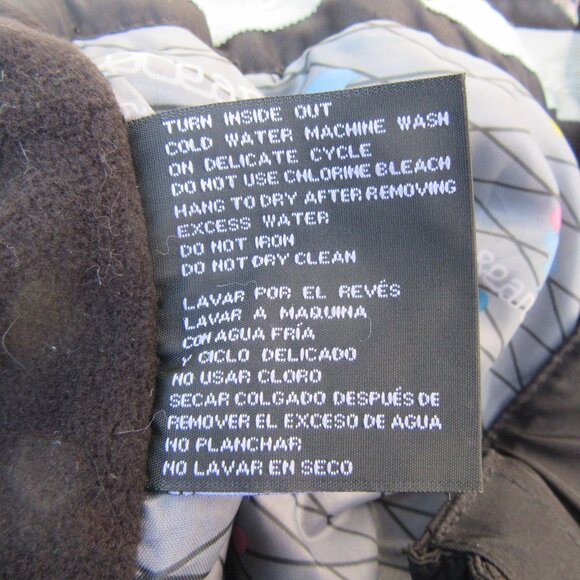 TURN INSIDE OUT
COLD WATER MACHINE WASH
ON DELICATE CYCLE
DO NOT USE CHLORINE BLEACH
HANG TO DRY AFTER REMOVING
EXCESS WATER
DO NOT IRON
DO NOT DRY CLEAN
LAVAR POR EL REVÉS
LAVAR A MAQUINA
CON AGUA FRÍA
Y CICLO DELICADO
NO USAR CLORO
SECAR COLGADO DESPUÉS DE
REMOVER EL EXCESO DE AGUA
NO PLANCHAR
NO LAVAR EN SECO